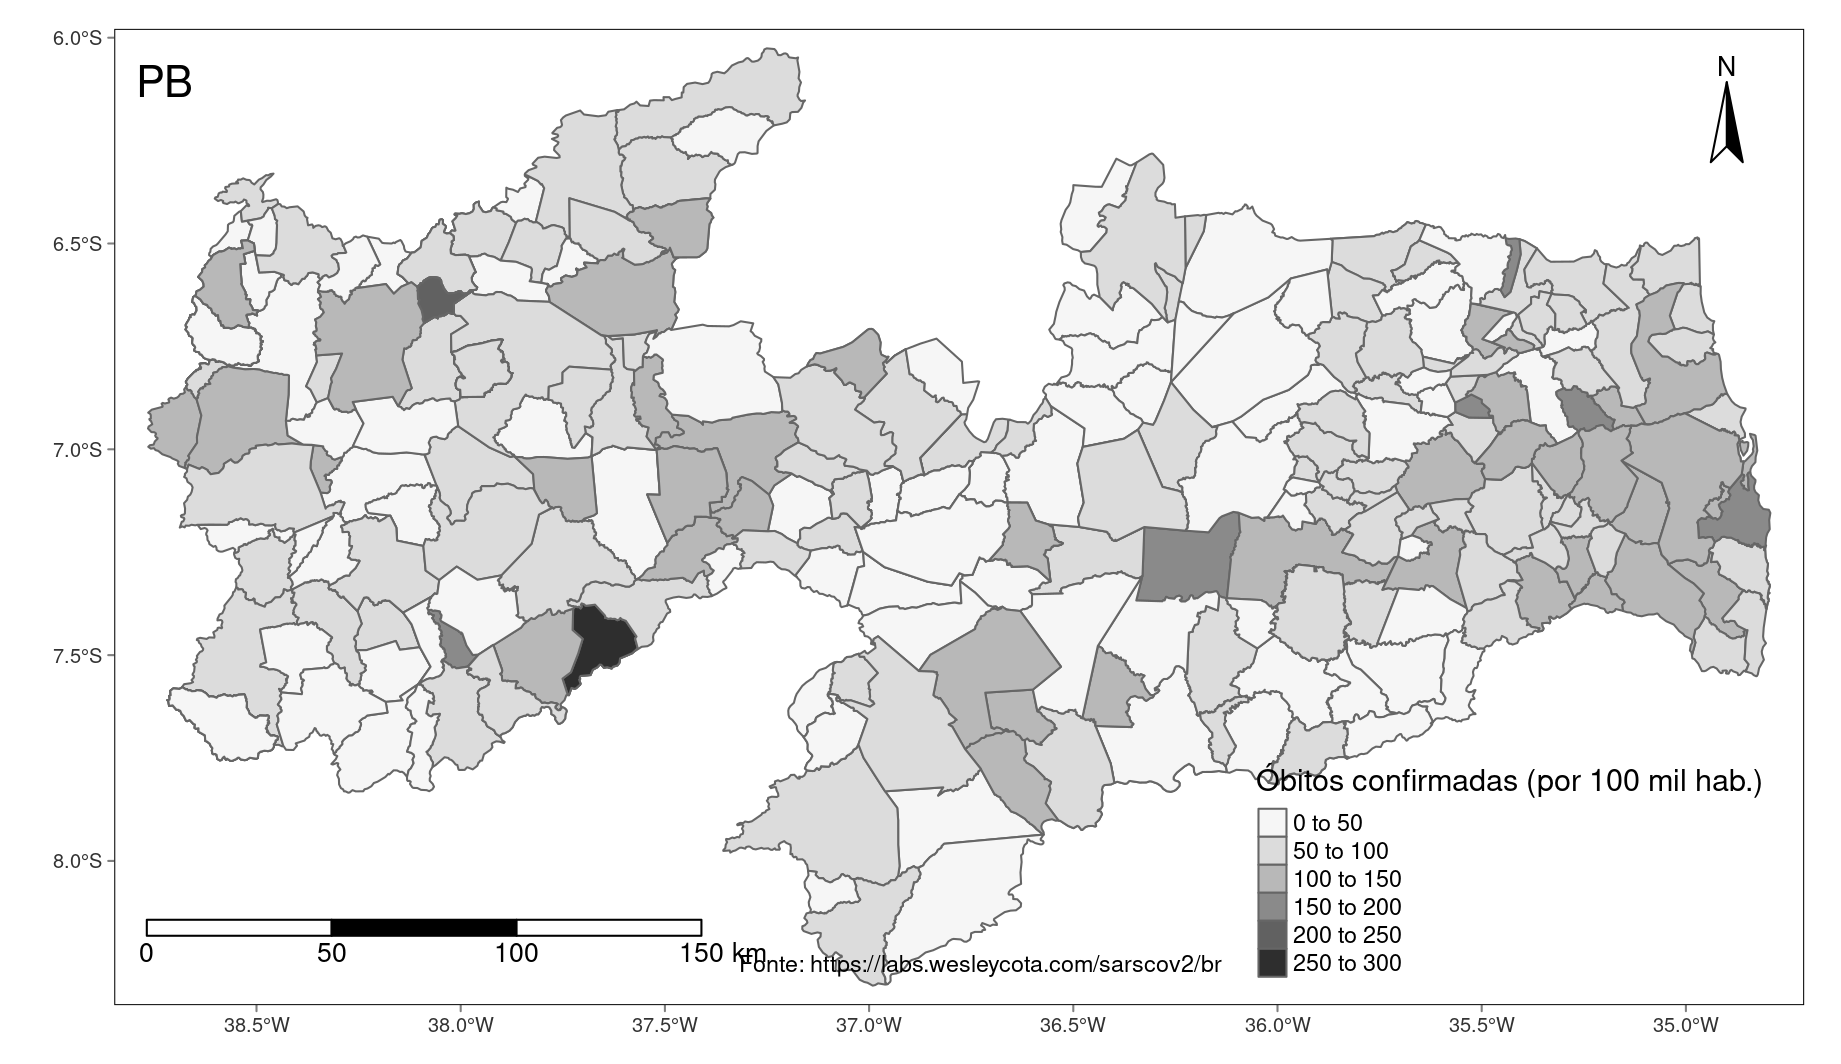 6.0°S
PB
N
6.5°S
7.0°S
7.5°S
8.0°S
Óbitos confirmadas (por 100 mil hab.)
0 to 50
50 to 100
100 to 150
150 to 200
200 to 250
250 to 300
0 50 100 150 km
Fonte: https://labs.wesleycota.com/sarscov2/br
38.5°W 38.0°W 37.5°W 37.0°W 36.5°W 36.0°W 35.5°W 35.0°W